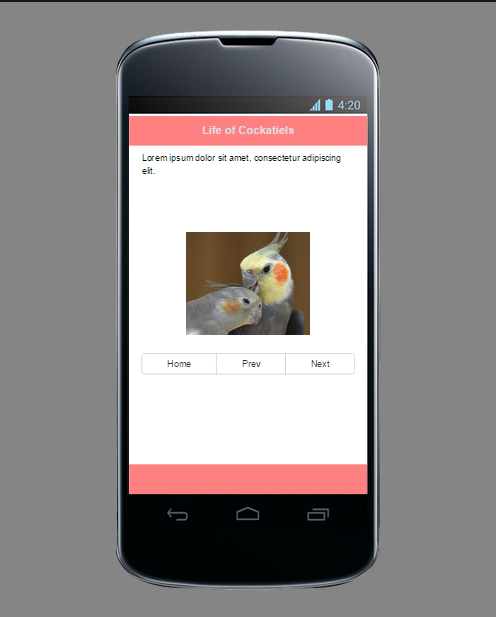 4:20
Life of Cockatiels
Lorem ipsum dolor sit amet, consectetur adipiscing
elit.
Home Prev Next